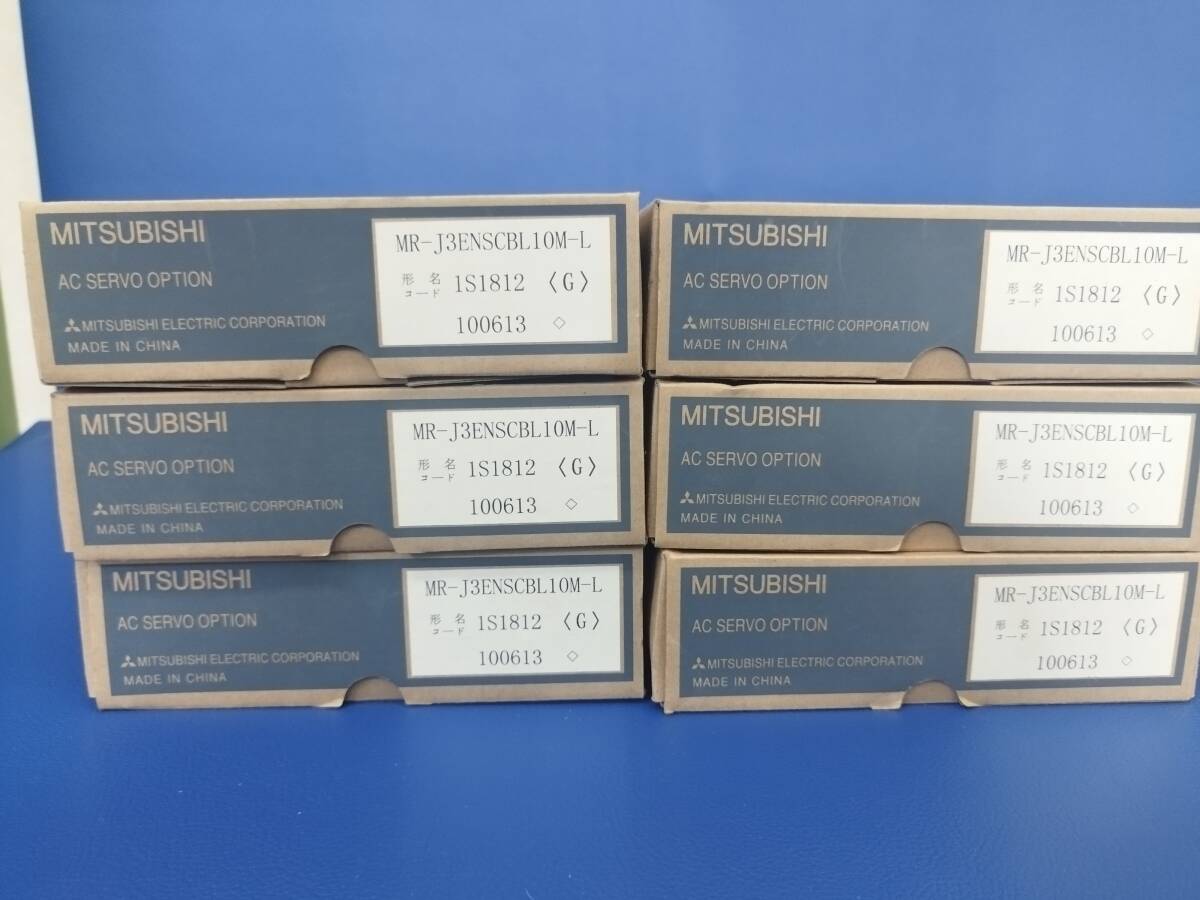 MITSUBISHI
AC SERVO OPTION
MITSUBISHI ELECTRIC CORPORATION
MADE IN CHINA
MR-J3ENSCBL10M-L
形名
コード 1S1812 〈G〉
100613 ◇
MITSUBISHI
AC SERVO OPTION
MITSUBISHI ELECTRIC CORPORATION
MADE IN CHINA
MR-J3ENSCBL10M-L
形名
コード 1S1812 〈G〉
100613 ◇
MITSUBISHI
AC SERVO OPTION
MITSUBISHI ELECTRIC CORPORATION
MADE IN CHINA
MR-J3ENSCBL10M-L
形名
コード 1S1812 〈G〉
100613 ◇
MITSUBISHI
AC SERVO OPTION
MITSUBISHI ELECTRIC CORPORATION
MADE IN CHINA
MR-J3ENSCBL10M-L
形名
コード 1S1812 〈G〉
100613 ◇
MITSUBISHI
AC SERVO OPTION
MITSUBISHI ELECTRIC CORPORATION
MADE IN CHINA
MR-J3ENSCBL10M-L
形名
コード 1S1812 〈G〉
100613 ◇
MITSUBISHI
AC SERVO OPTION
MITSUBISHI ELECTRIC CORPORATION
MADE IN CHINA
MR-J3ENSCBL10M-L
形名
コード 1S1812 〈G〉
100613 ◇